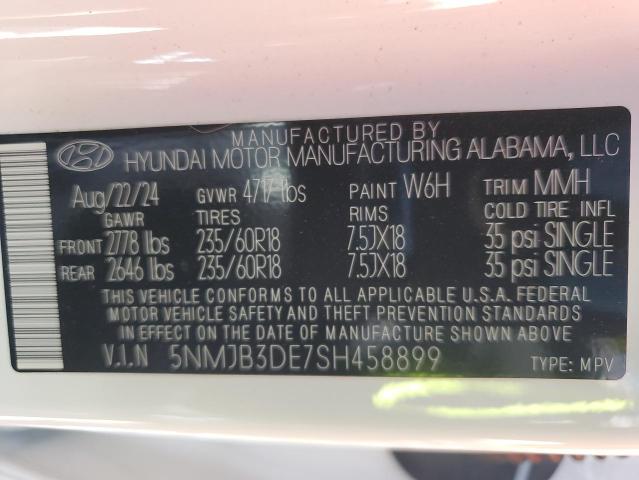 MANUFACTURED BY
HYUNDAI MOTOR MANUFACTURING ALABAMA, LLC
Aug/22/24 GVWR 4717 lbs PAINT W6H TRIM MMH
GAWR TIRES RIMS COLD TIRE INFL
FRONT 2778 lbs 235/60R18 7.5JX18 35 psi SINGLE
REAR 2646 lbs 235/60R18 7.5JX18 35 psi SINGLE
THIS VEHICLE CONFORMS TO ALL APPLICABLE U.S.A. FEDERAL
MOTOR VEHICLE SAFETY AND THEFT PREVENTION STANDARDS
IN EFFECT ON THE DATE OF MANUFACTURE SHOWN ABOVE.
V.I.N 5NMJB3DE7SH458899 TYPE: MPV